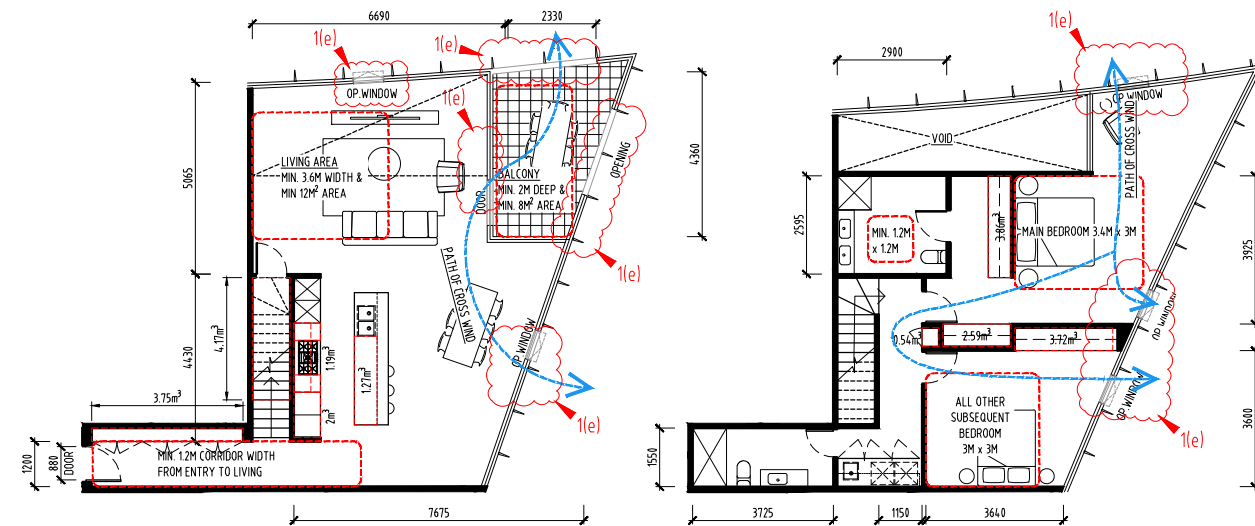 6690
2330
1(e)
1(e)
1(e)
OP.WINDOW
LIVING AREA
MIN. 3.6M WIDTH &
MIN 12M² AREA
BALCONY
MIN. 2M DEEP &
MIN. 8M² AREA
DOOR
OPENING
5065
4360
1(e)
PATH OF CROSS WIND
OP.WINDOW
4430
4.17m³
1.19m³
1.27m³
2m³
3.75m³
1200
880
DOOR
MIN. 1.2M CORRIDOR WIDTH
FROM ENTRY TO LIVING
1(e)
7675
2900
1(e)
OP.WINDOW
VOID
PATH OF CROSS WIND
2595
MIN. 1.2M
x 1.2M
3.86m³
MAIN BEDROOM 3.4M x 3M
3925
OP.WINDOW
0.54m³
2.59m³
3.72m³
OP.WINDOW
ALL OTHER
SUBSEQUENT
BEDROOM
3M x 3M
3600
1(e)
1550
3725
1150
3640